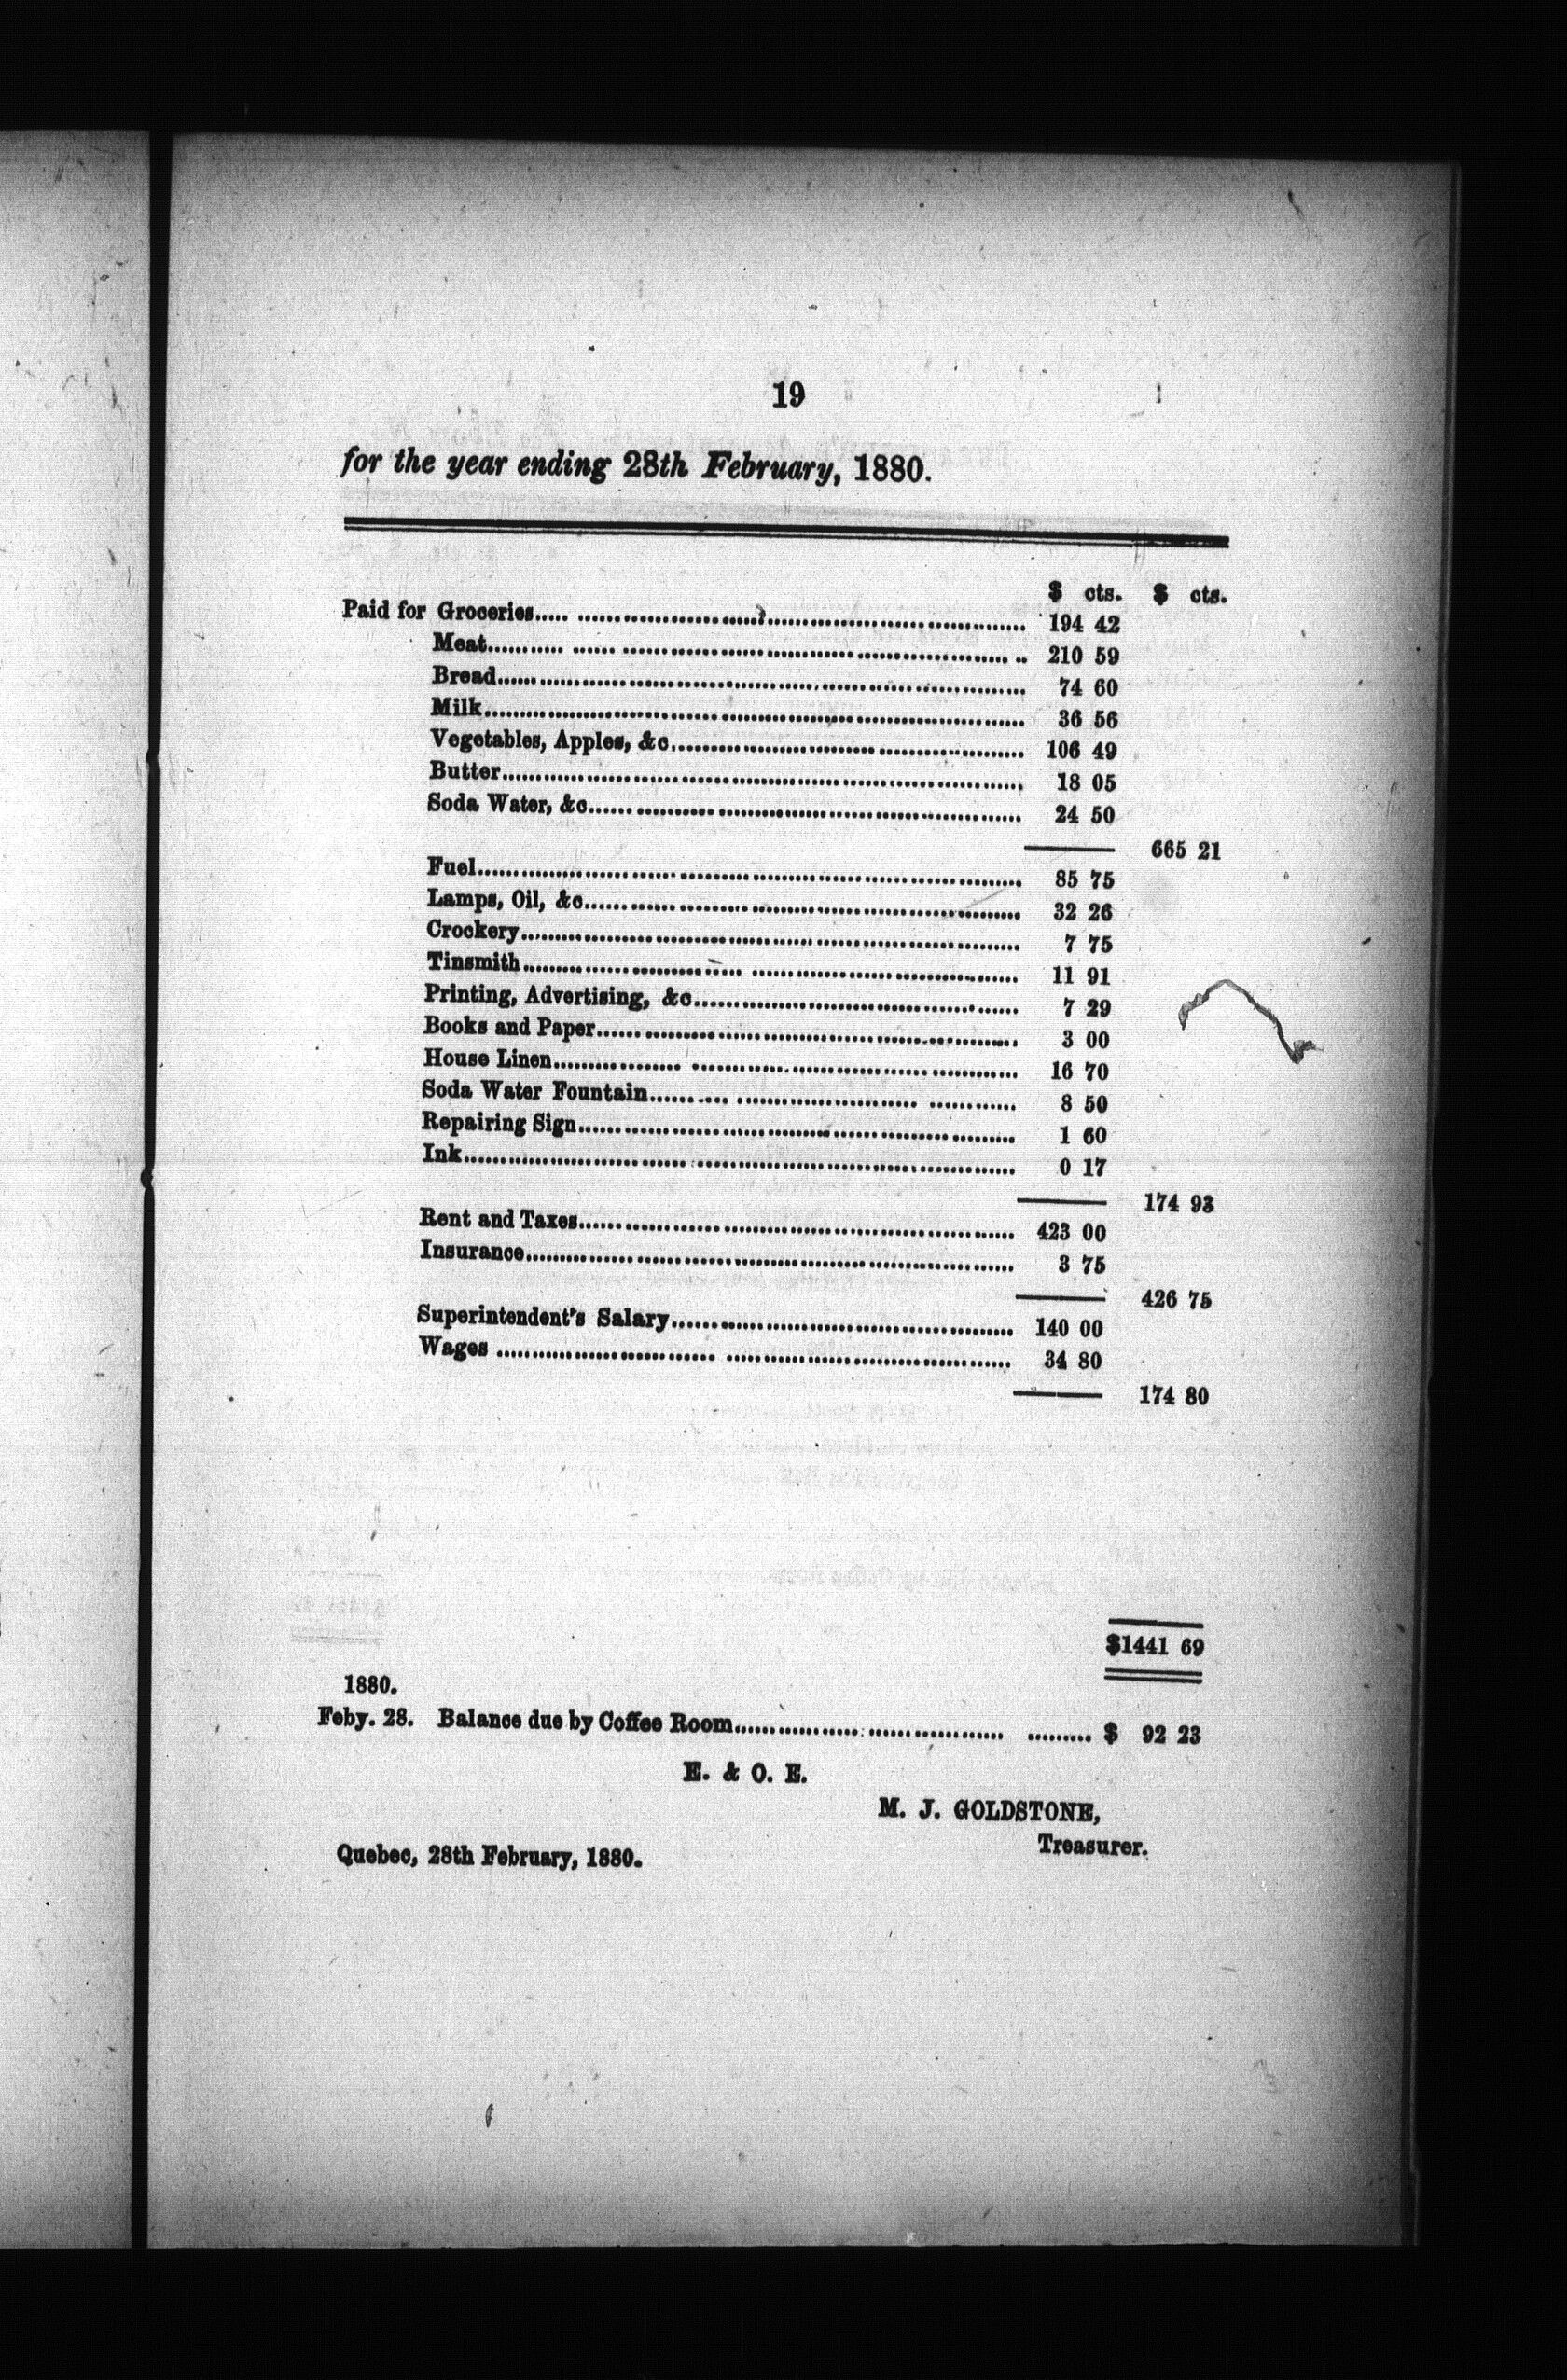 19
for the year ending 28th February, 1880.
$ cts. $ cts.
Paid for Groceries..... ........................................ 194 42
Meat........... ...... ........................................ 210 59
Bread........................................ 74 60
Milk........................................ 36 56
Vegetables, Apples, &c........................................ 106 49
Butter........................................ 18 05
Soda Water, &c........................................ 24 50
665 21
Fuel........................................ 85 75
Lamps, Oil, &c........................................ 32 26
Crockery........................................ 7 75
Tinsmith........................................ 11 91
Printing, Advertising, &c........................................ 7 29
Books and Paper........................................ 3 00
House Linen........................................ 16 70
Soda Water Fountain........................................ 8 50
Repairing Sign........................................ 1 60
Ink........................................ 0 17
174 93
Rent and Taxes........................................ 423 00
Insurance........................................ 3 75
426 75
Superintendent's Salary........................................ 140 00
Wages ........................................ 34 80
174 80
$1441 69
1880.
Feby. 28. Balance due by Coffee Room........................................ $ 92 23
E. & O. E.
M. J. GOLDSTONE,
Treasurer.
Quebec, 28th February, 1880.